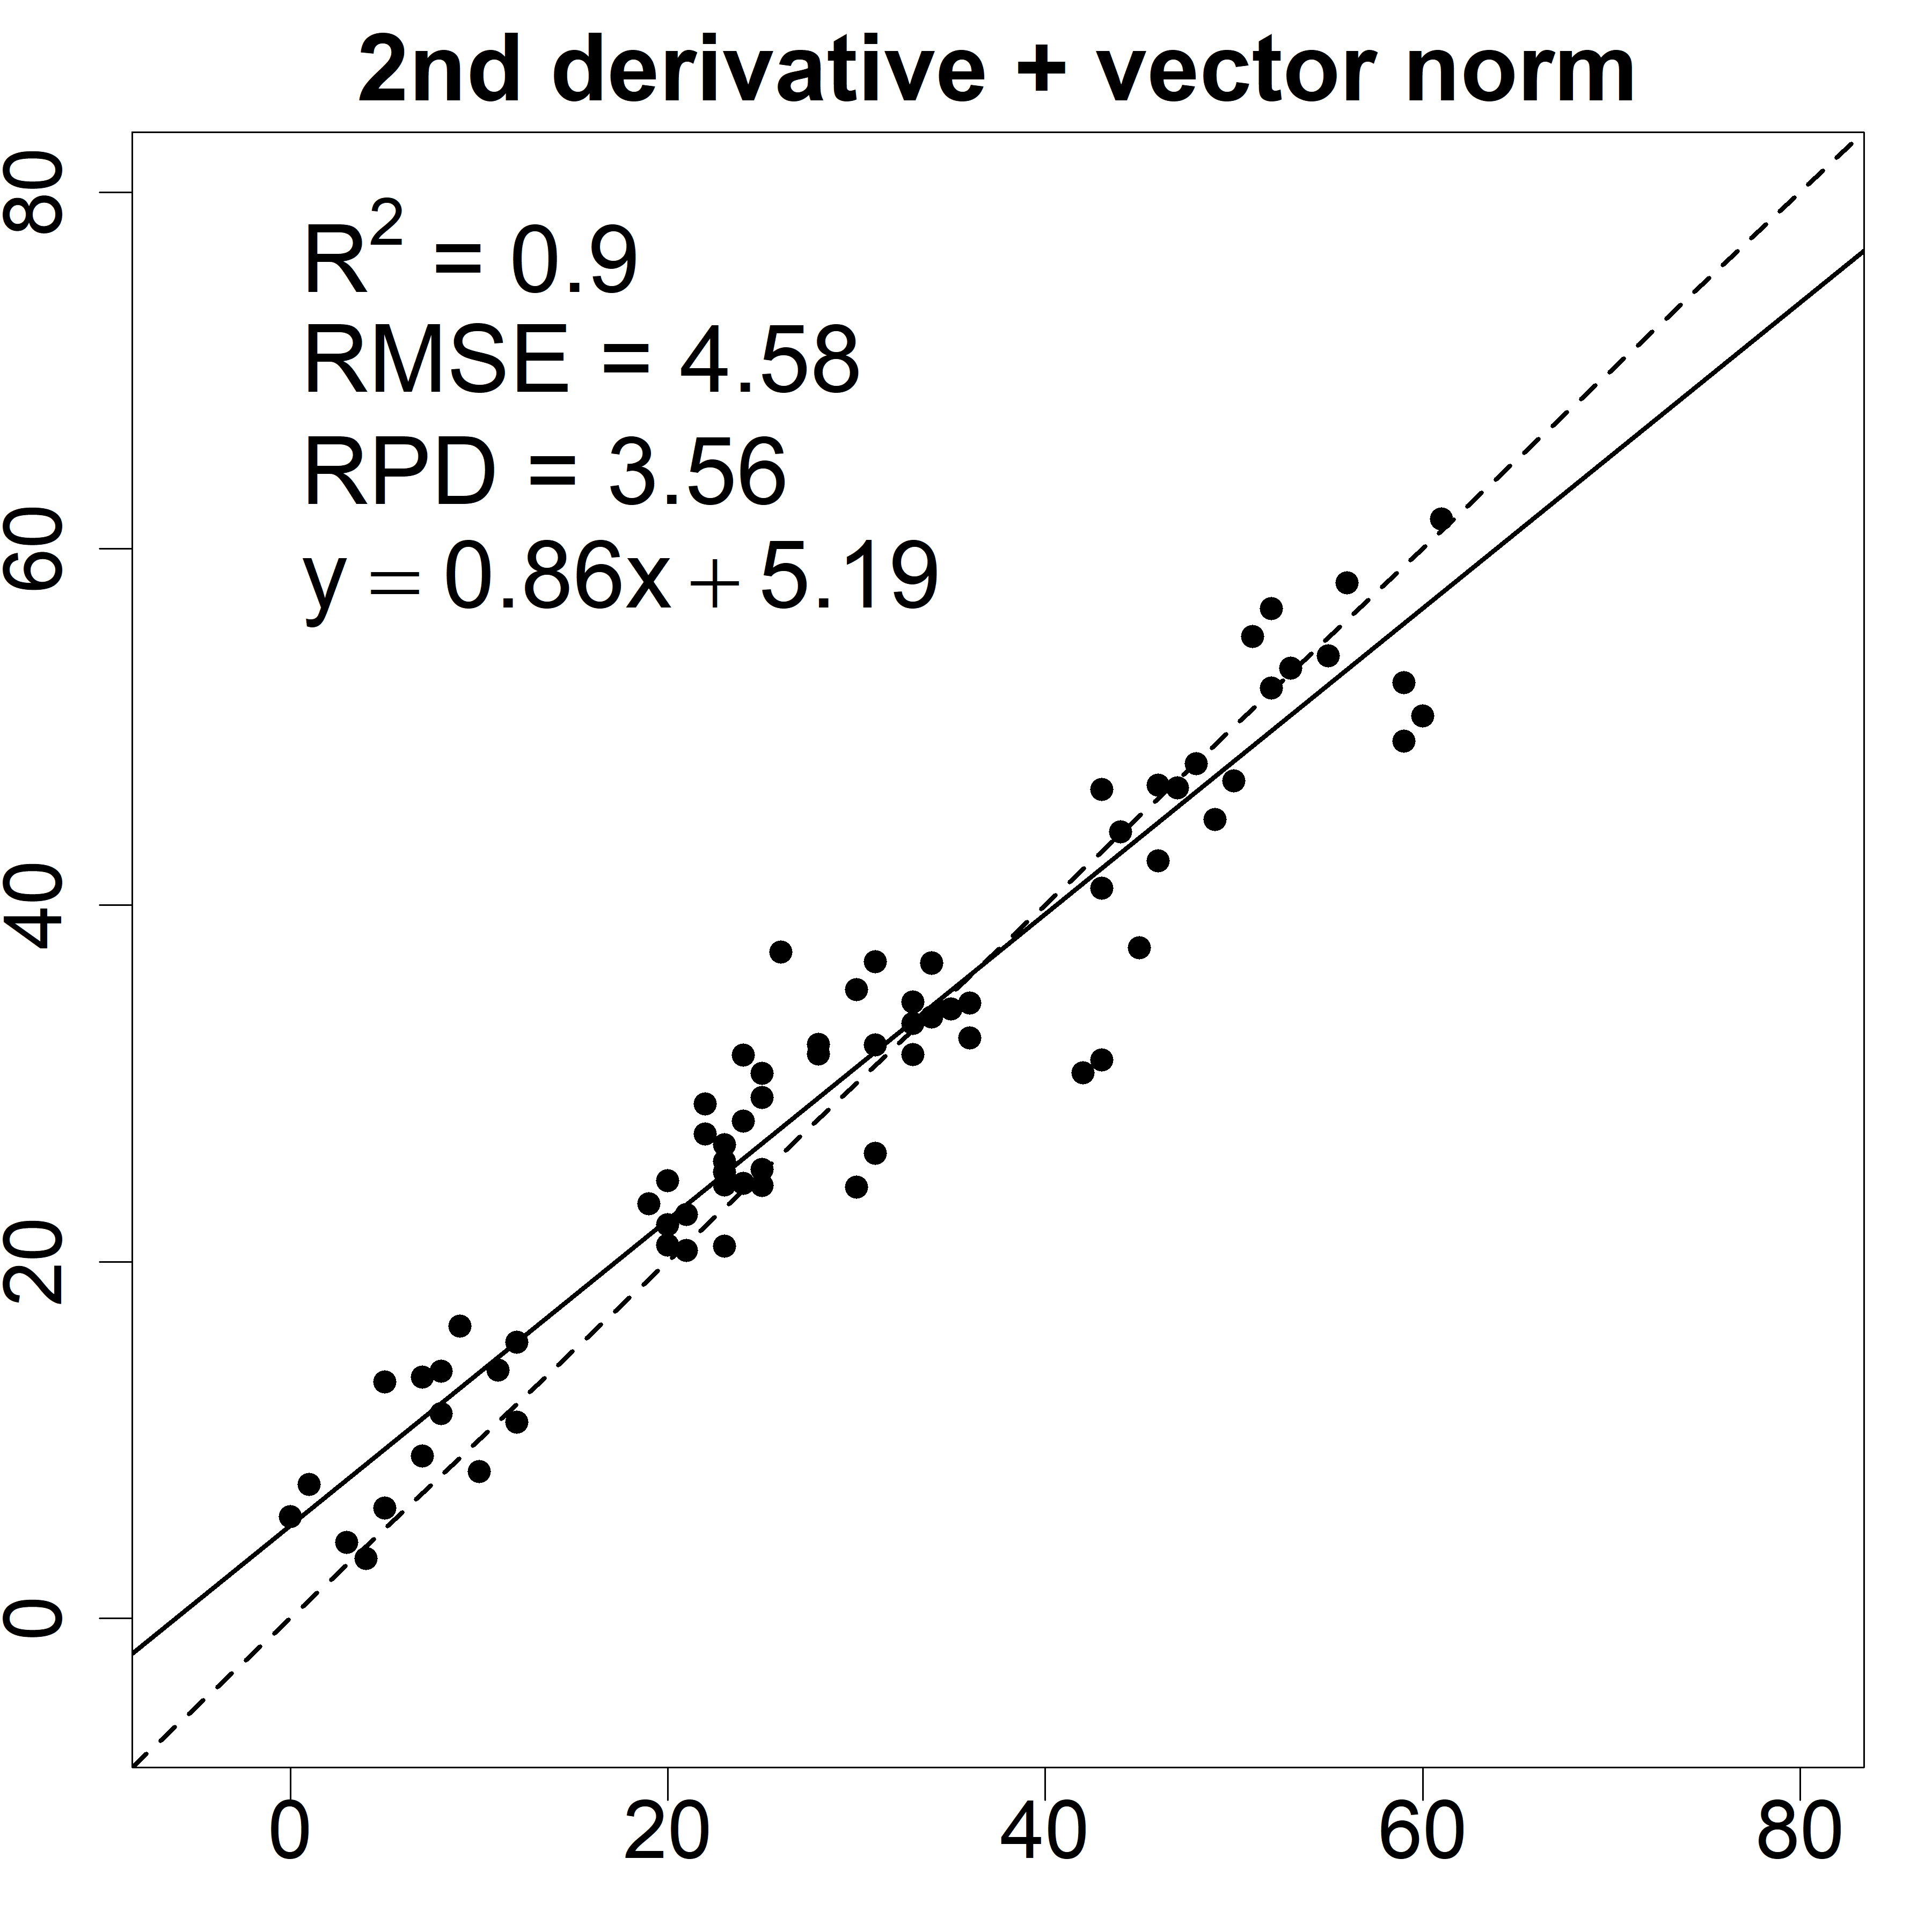 2nd derivative + vector norm
R² = 0.9
RMSE = 4.58
RPD = 3.56
y = 0.86x + 5.19
80
60
40
20
0
0 20 40 60 80